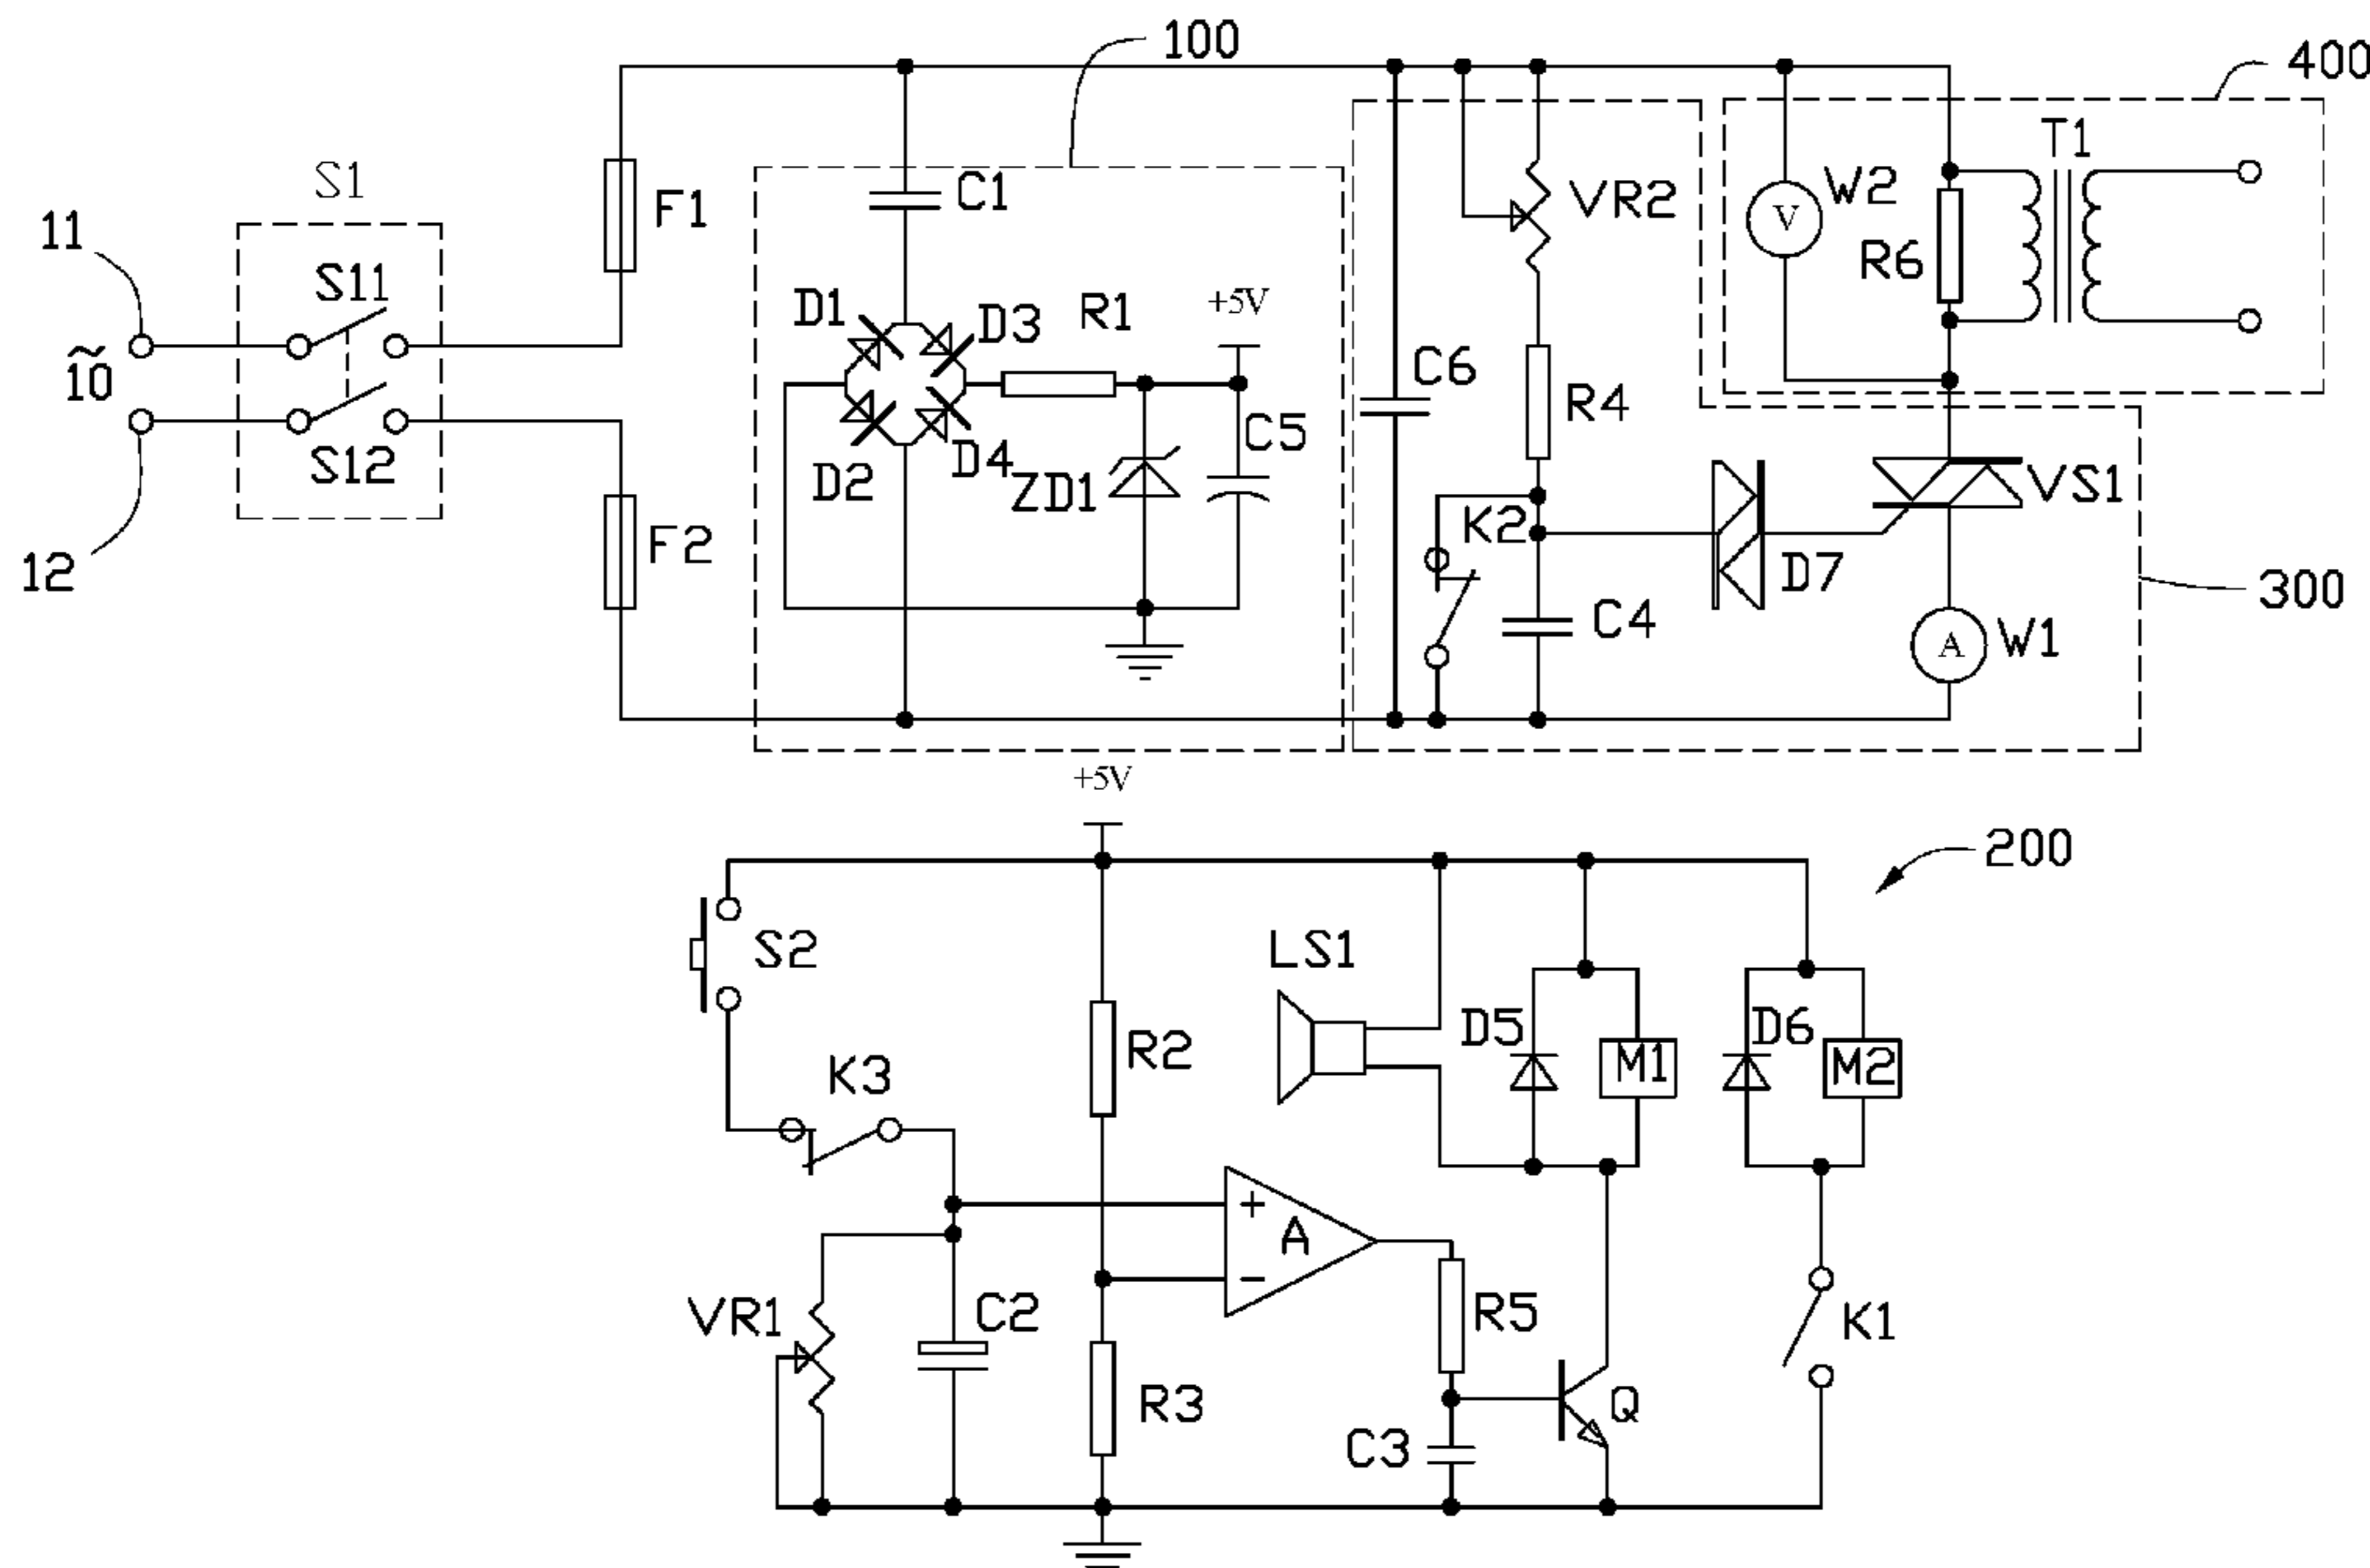 100
400
S1
T1
C1
F1
VR2
W2
V
11
R6
S11
D1
D3
R1
+5V
~
10
C6
R4
C5
S12
D2
D4
ZD1
K2
VS1
F2
D7
12
300
C4
A
W1
+5V
200
S2
LS1
R2
D5
M1
D6
M2
K3
+
A
−
VR1
C2
R5
K1
R3
Q
C3